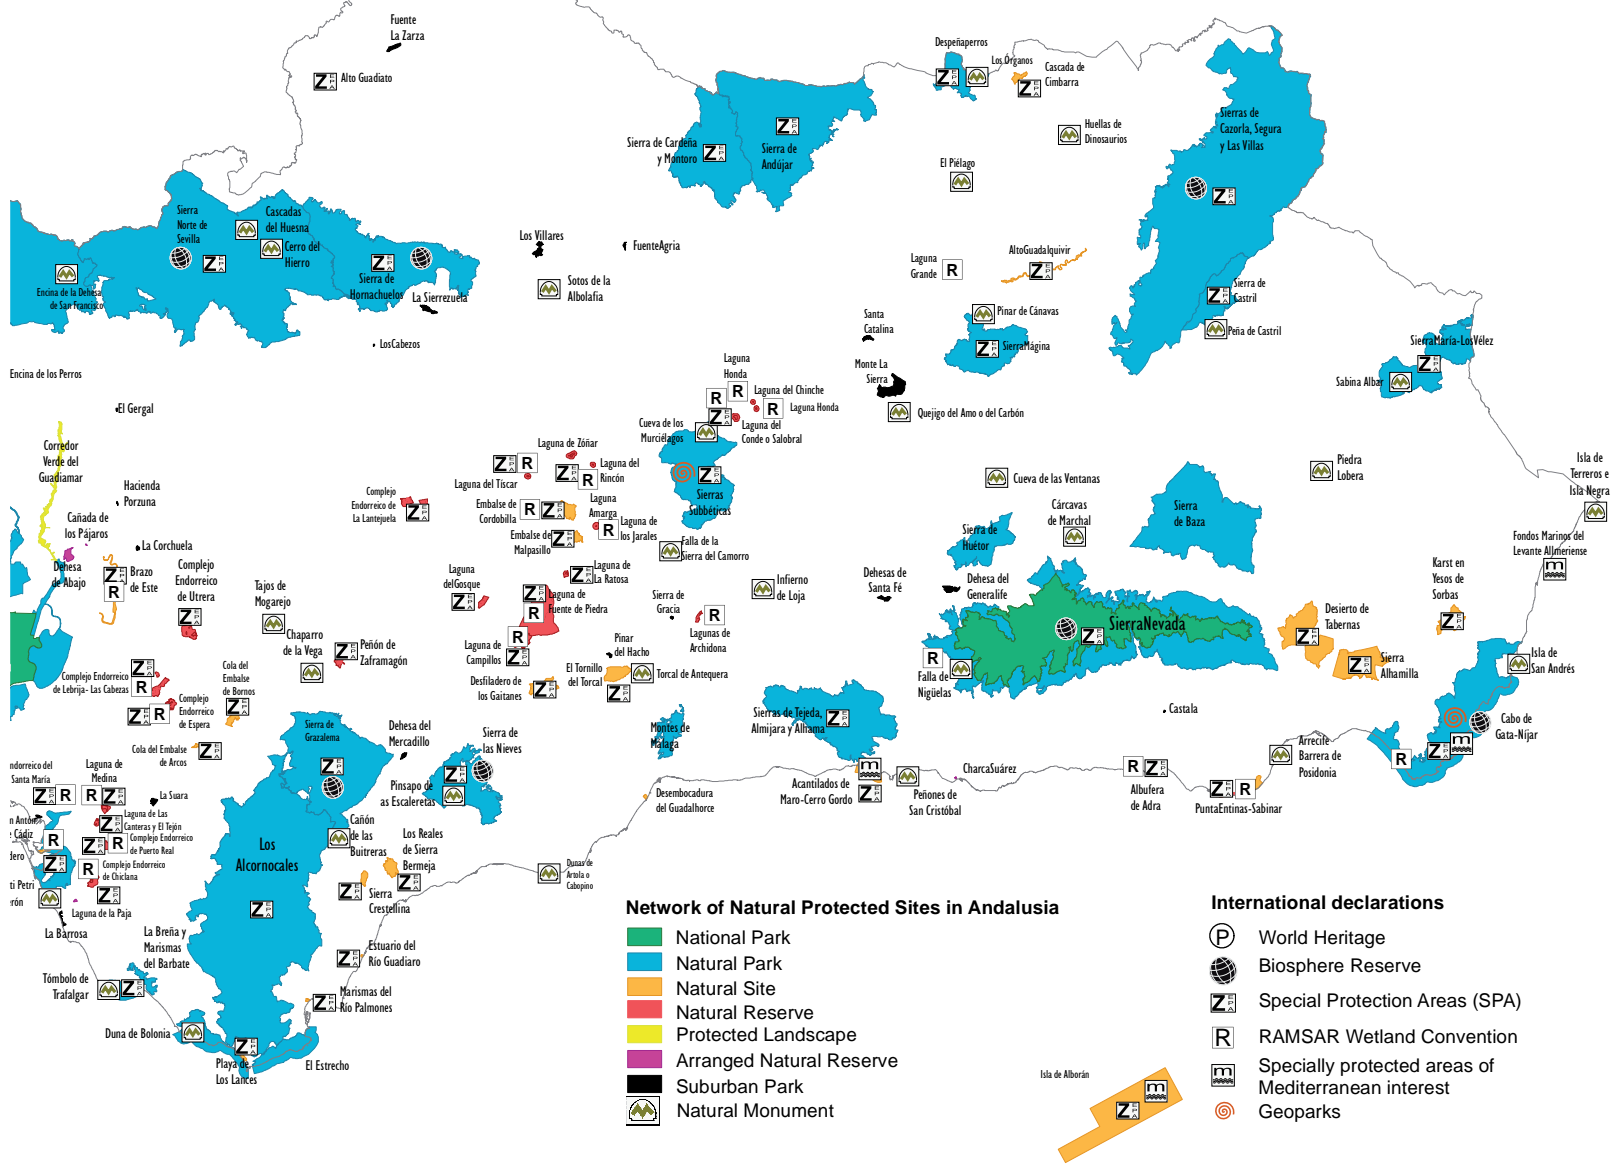 Fuente
La Zarza
Alto Guadiato
Despeñaperros
Los Órganos
Cascada de
Cimbarra
Huellas de
Dinosaurios
El Piélago
Sierras de
Cazorla, Segura
y Las Villas
Sierra de Cardeña
y Montoro
Sierra de
Andújar
Sierra
Norte de
Sevilla
Cascadas
del Huesna
Cerro del
Hierro
Encina de la Dehesa
de San Francisco
Sierra de
Hornachuelos
La Sierrezuela
Los Villares
FuenteAgria
Sotos de la
Albolafia
LosCabezos
Laguna
Grande
AltoGuadalquivir
Sierra de
Castril
Peña de Castril
Pinar de Cánavas
SierraMágina
Santa
Catalina
Monte La
Sierra
Quejigo del Amo o del Carbón
SierraMaría-LosVélez
Sabina Albar
Encina de los Perros
El Gergal
Corredor
Verde del
Guadiamar
Hacienda
Porzuna
Cañada de
los Pájaros
La Corchuela
Dehesa
de Abajo
Brazo
de Este
Complejo
Endorreico
de Utrera
Complejo
Endorreico de
La Lantejuela
Laguna
Honda
Laguna del Chinche
Laguna Honda
Laguna del
Conde o Salobral
Cueva de los
Murciélagos
Sierras
Subbéticas
Laguna de Zóñar
Laguna del
Rincón
Laguna del Tíscar
Embalse de
Cordobilla
Laguna
Amarga
Laguna de
los Jarales
Embalse de
Malpasillo
Falla de la
Sierra del Camorro
Laguna de
La Ratosa
Laguna
delGosque
Laguna de
Fuente de Piedra
Laguna de
Campillos
Sierra de
Gracia
Lagunas de
Archidona
Infierno
de Loja
Pinar
del Hacho
El Tornillo
del Torcal
Torcal de Antequera
Desfiladero de
los Gaitanes
Cueva de las Ventanas
Cárcavas
de Marchal
Sierra de
Huétor
Sierra
de Baza
Dehesas de
Santa Fé
Dehesa del
Generalife
SierraNevada
Falla de
Nigüelas
Piedra
Lobera
Isla de
Terreros e
Isla Negra
Fondos Marinos del
Levante Allmeriense
Karst en
Yesos de
Sorbas
Desierto de
Tabernas
Sierra
Alhamilla
Isla de
San Andrés
Cabo de
Gata-Níjar
Arrecife
Barrera de
Posidonia
Castala
Albufera
de Adra
PuntaEntinas-Sabinar
Tajos de
Mogarejo
Chaparro
de la Vega
Peñón de
Zaframagón
Complejo Endorreico
de Lebrija- Las Cabezas
Cola del
Embalse
de Bornos
Complejo
Endorreico
de Espera
Cola del Embalse
de Arcos
Sierra de
Grazalema
Dehesa del
Mercadillo
Sierra de
las Nieves
Pinsapo de
as Escaleretas
Montes de
Málaga
Sierras de Tejeda,
Almijara y Alhama
Acantilados de
Maro-Cerro Gordo
Peñones de
San Cristóbal
CharcaSuárez
Desembocadura
del Guadalhorce
ndorreico del
Santa María
Laguna de
Medina
La Suara
Laguna de Las
Canteras y El Tejón
Complejo Endorreico
de Puerto Real
Complejo Endorreico
de Chiclana
n Antón
e Cádiz
dero
ti Petri
rón
Laguna de la Paja
La Barrosa
Los
Alcornocales
Cañón
de las
Buitreras
Los Reales
de Sierra
Bermeja
Sierra
Crestellina
Dunas de
Artola o
Cabopino
La Breña y
Marismas
del Barbate
Estuario del
Río Guadiaro
Tómbolo de
Trafalgar
Marismas del
Río Palmones
Duna de Bolonia
Playa de
Los Lances
El Estrecho
Isla de Alborán
Network of Natural Protected Sites in Andalusia
National Park
Natural Park
Natural Site
Natural Reserve
Protected Landscape
Arranged Natural Reserve
Suburban Park
Natural Monument
International declarations
P World Heritage
Biosphere Reserve
Z EPA Special Protection Areas (SPA)
R RAMSAR Wetland Convention
m Specially protected areas of
Mediterranean interest
Geoparks